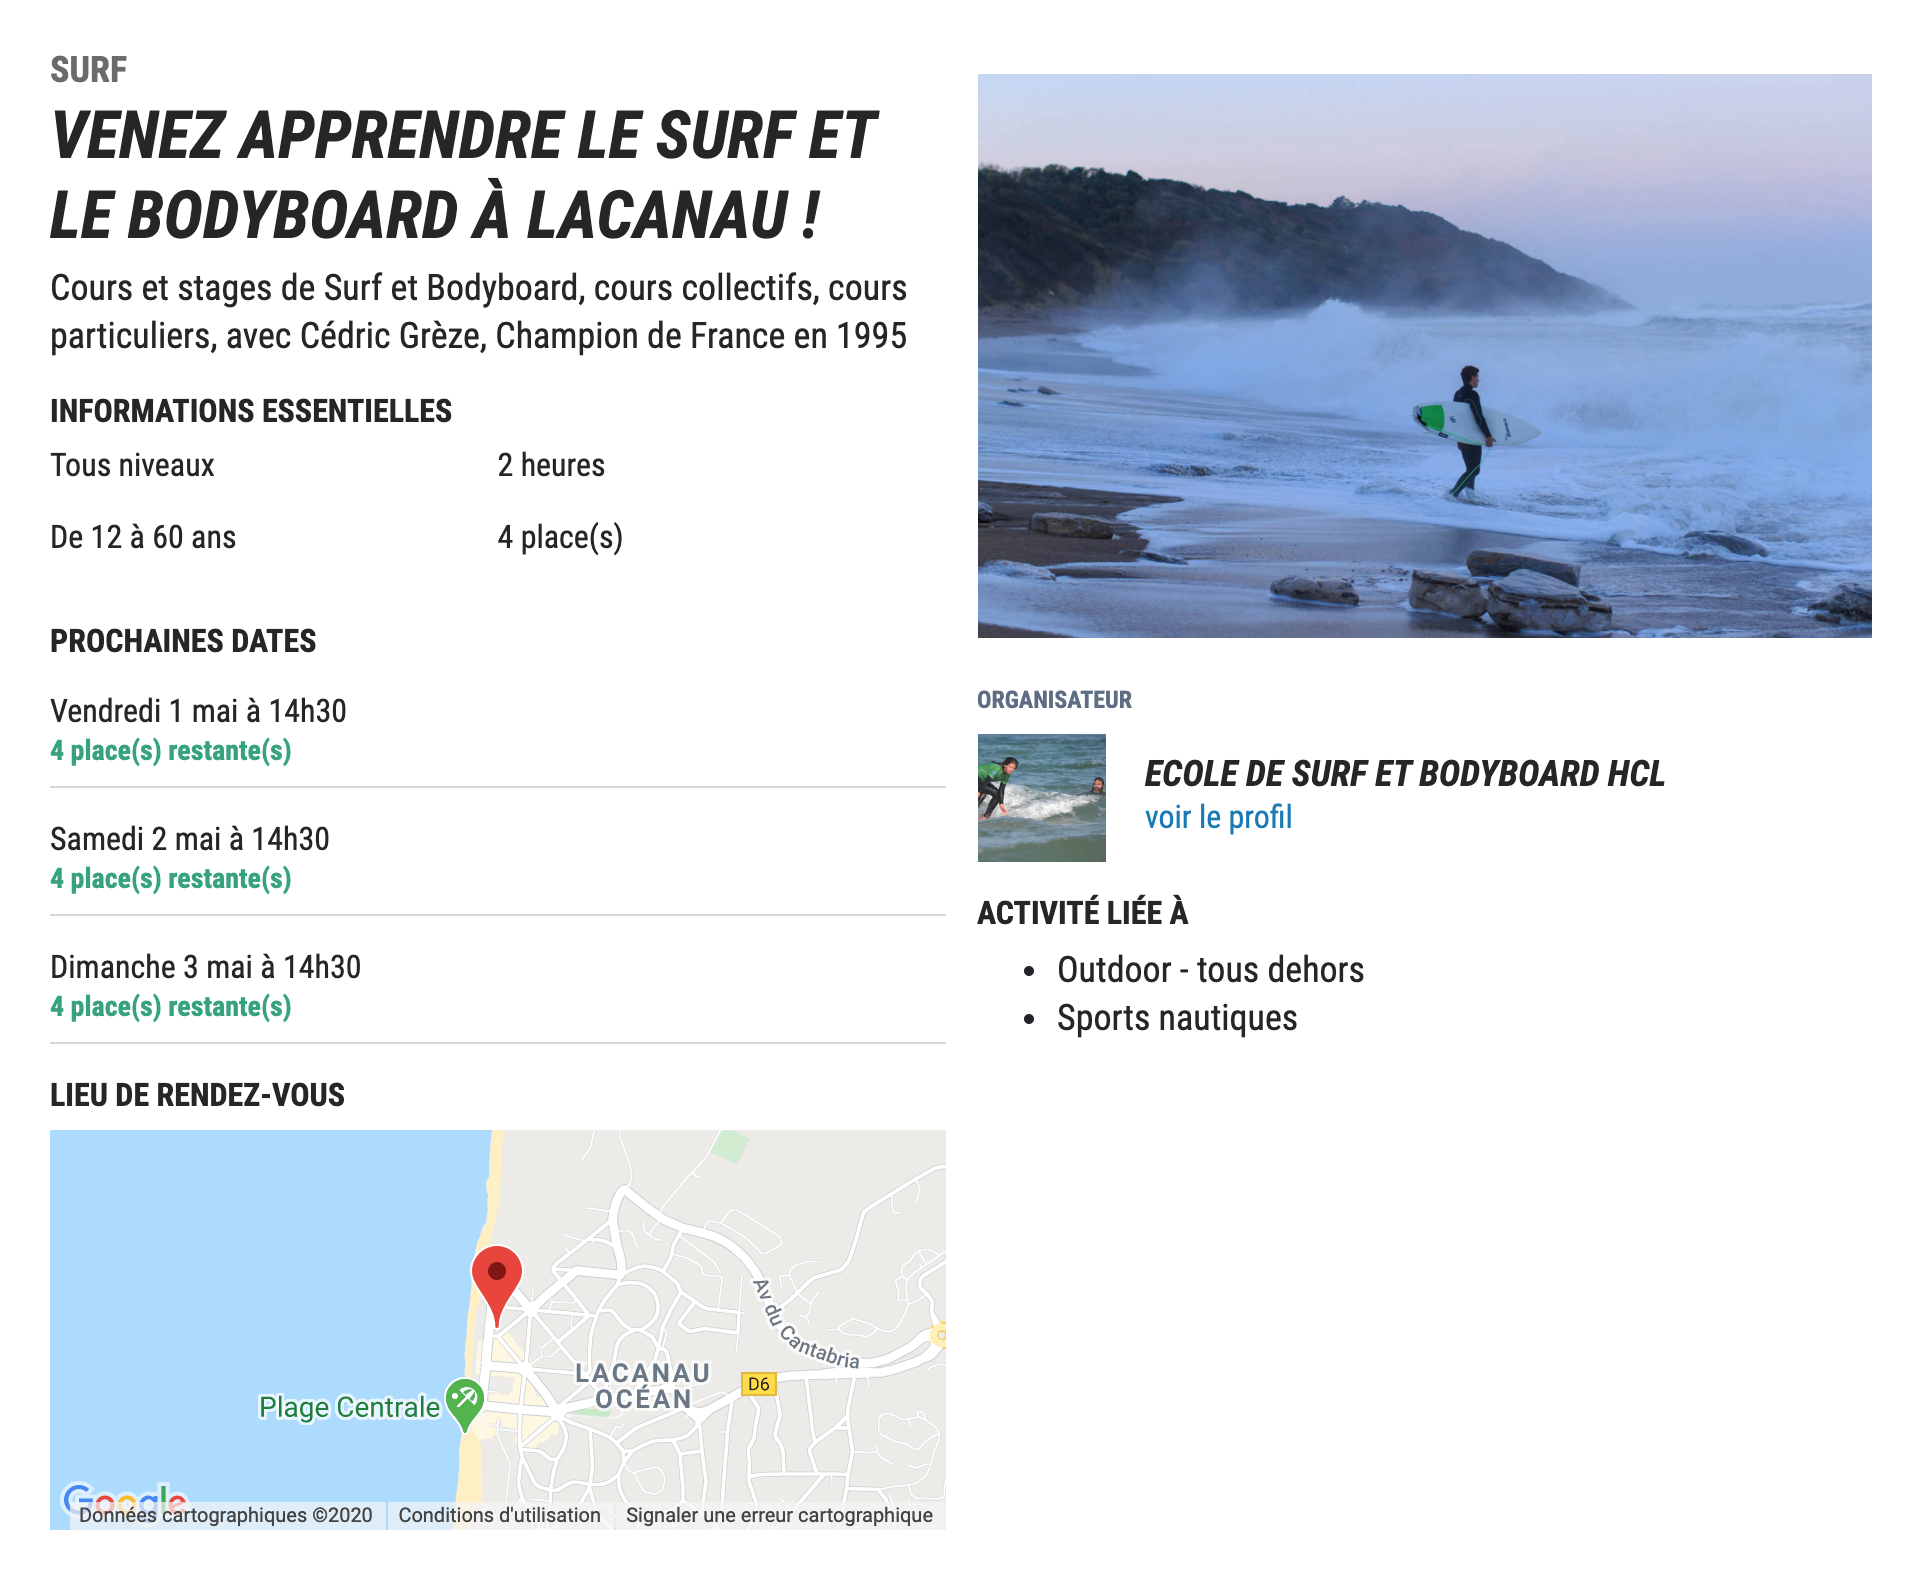 SURF
VENEZ APPRENDRE LE SURF ET
LE BODYBOARD À LACANAU !
Cours et stages de Surf et Bodyboard, cours collectifs, cours
particuliers, avec Cédric Grèze, Champion de France en 1995
INFORMATIONS ESSENTIELLES
Tous niveaux
2 heures
De 12 à 60 ans
4 place(s)
PROCHAINES DATES
Vendredi 1 mai à 14h30
4 place(s) restante(s)
Samedi 2 mai à 14h30
4 place(s) restante(s)
Dimanche 3 mai à 14h30
4 place(s) restante(s)
LIEU DE RENDEZ-VOUS
Av du Cantabria
LACANAU
OCÉAN
D6
Plage Centrale
Google
Données cartographiques ©2020
Conditions d'utilisation
Signaler une erreur cartographique
ORGANISATEUR
ECOLE DE SURF ET BODYBOARD HCL
voir le profil
ACTIVITÉ LIÉE À
• Outdoor - tous dehors
• Sports nautiques